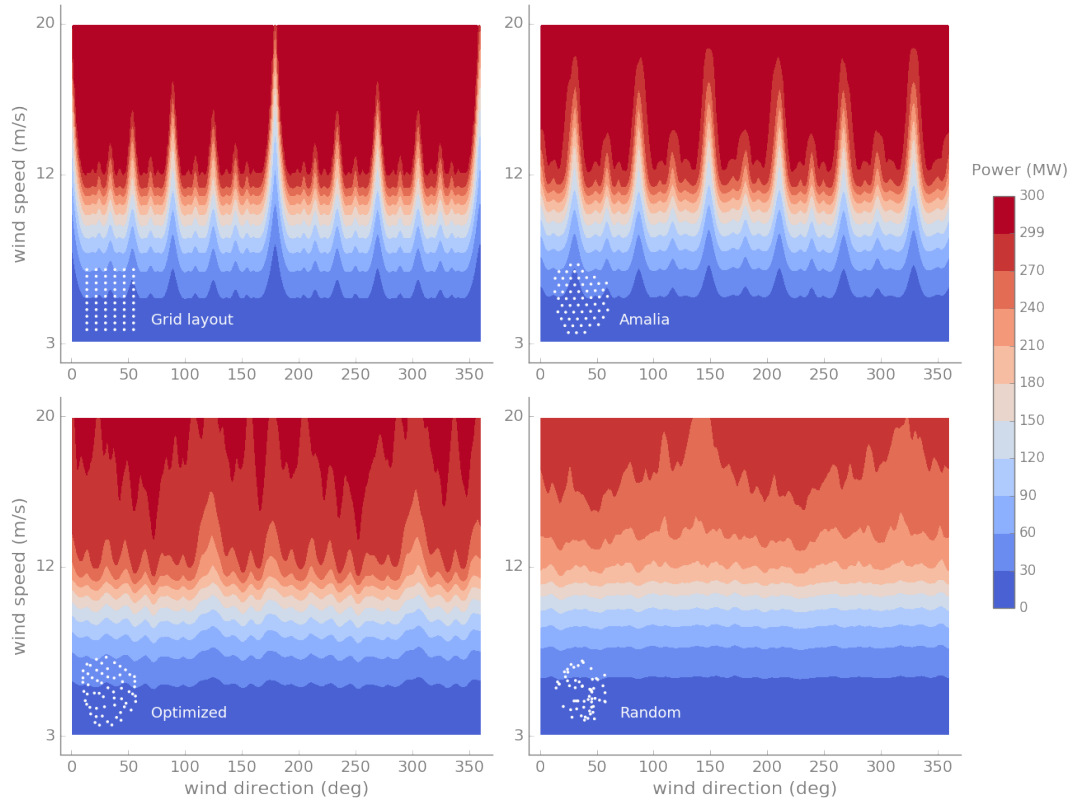 20
12
3
wind speed (m/s)
0 50 100 150 200 250 300 350
Grid layout
20
12
3
0 50 100 150 200 250 300 350
Amalia
20
12
3
wind speed (m/s)
0 50 100 150 200 250 300 350
wind direction (deg)
Optimized
20
12
3
0 50 100 150 200 250 300 350
wind direction (deg)
Random
Power (MW)
300
299
270
240
210
180
150
120
90
60
30
0